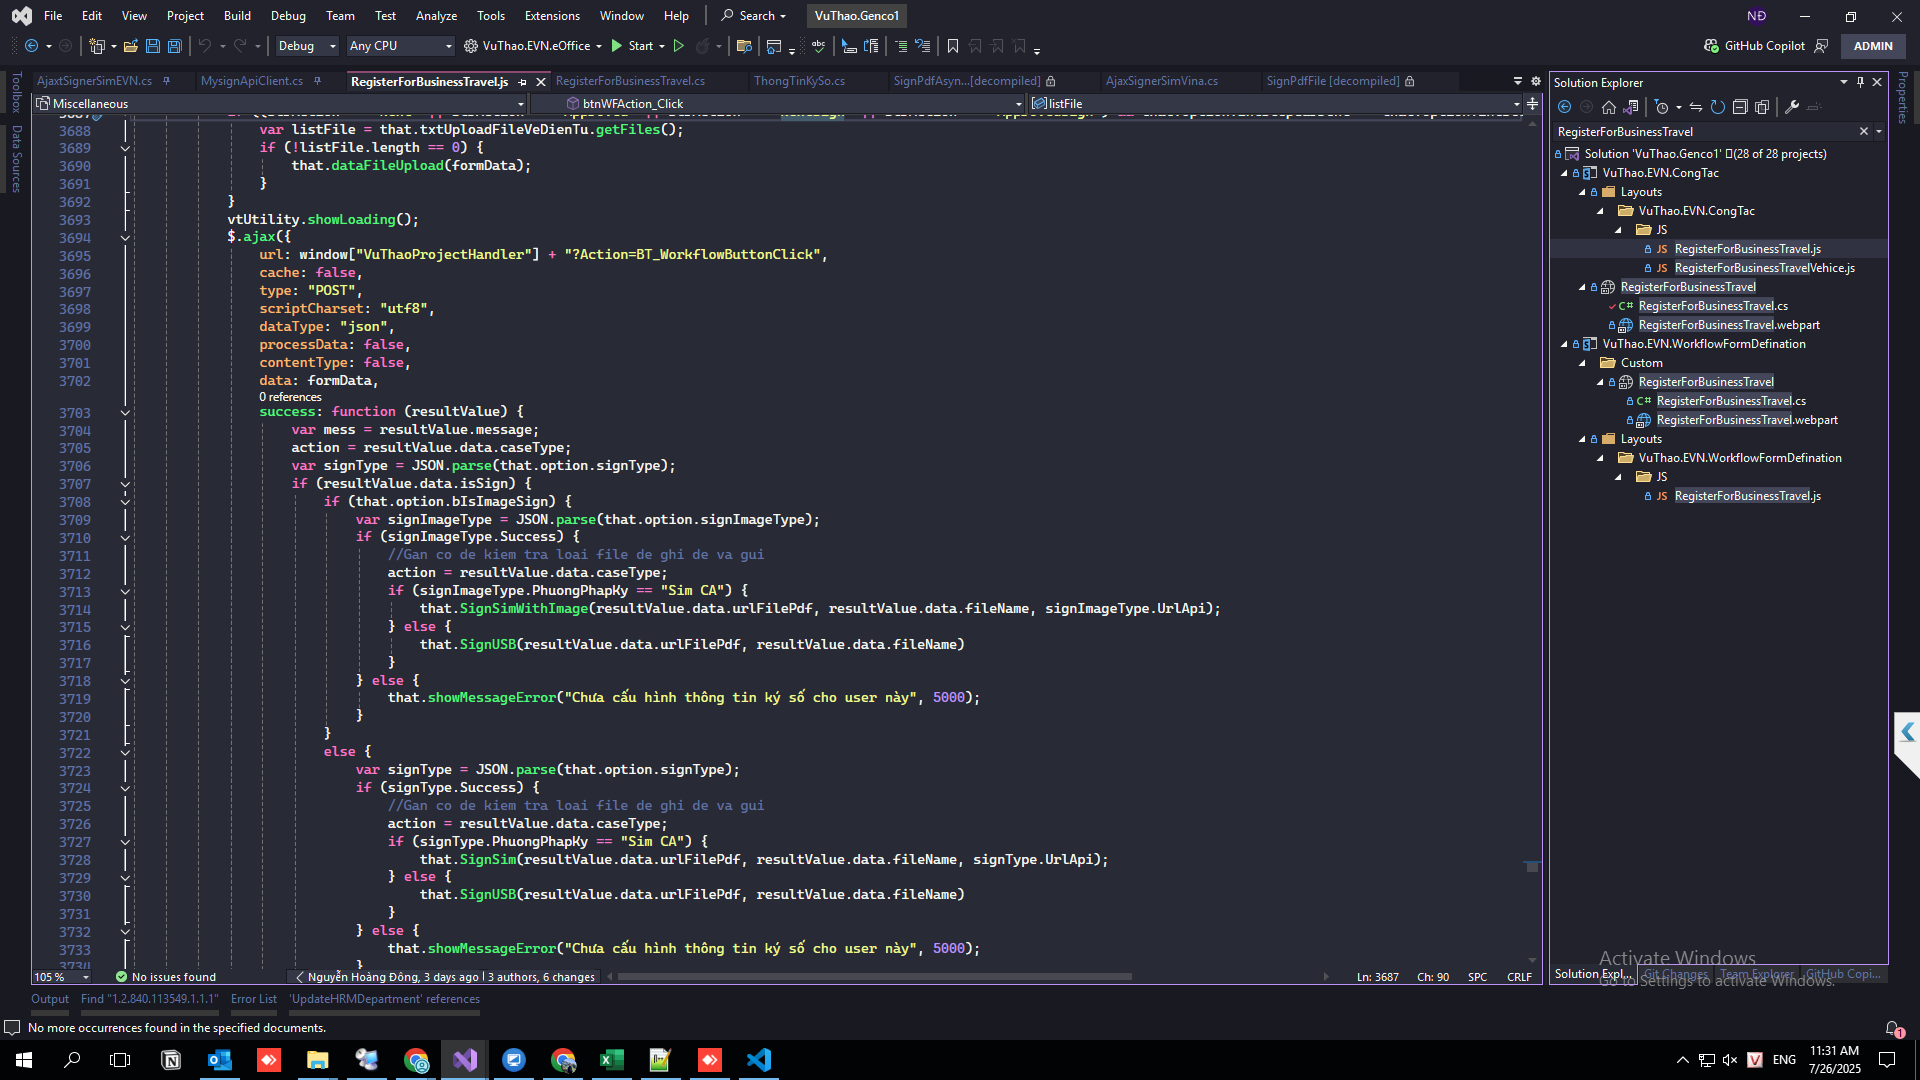 File Edit View Project Build Debug Team Test Analyze Tools Extensions Window Help Search VuThao.Genco1 NĐ
Debug Any CPU VuThao.EVN.eOffice Start GitHub Copilot ADMIN
AjaxtSignerSimEVN.cs MysignApiClient.cs RegisterForBusinessTravel.js RegisterForBusinessTravel.cs ThongTinKySo.cs SignPdfAsyn...[decompiled] AjaxSignerSimVina.cs SignPdfFile [decompiled]
Miscellaneous btnWFAction_Click listFile
Toolbox
Data Sources
3688 var listFile = that.txtUploadFileVeDienTu.getFiles();
3689 if (!listFile.length == 0) {
3690 that.dataFileUpload(formData);
3691 }
3692 }
3693 vtUtility.showLoading();
3694 $.ajax({
3695 url: window["VuThaoProjectHandler"] + "?Action=BT_WorkflowButtonClick",
3696 cache: false,
3697 type: "POST",
3698 scriptCharset: "utf8",
3699 dataType: "json",
3700 processData: false,
3701 contentType: false,
3702 data: formData,
0 references
3703 success: function (resultValue) {
3704 var mess = resultValue.message;
3705 action = resultValue.data.caseType;
3706 var signType = JSON.parse(that.option.signType);
3707 if (resultValue.data.isSign) {
3708 if (that.option.bIsImageSign) {
3709 var signImageType = JSON.parse(that.option.signImageType);
3710 if (signImageType.Success) {
3711 //Gan co de kiem tra loai file de ghi de va gui
3712 action = resultValue.data.caseType;
3713 if (signImageType.PhuongPhapKy == "Sim CA") {
3714 that.SignSimWithImage(resultValue.data.urlFilePdf, resultValue.data.fileName, signImageType.UrlApi);
3715 } else {
3716 that.SignUSB(resultValue.data.urlFilePdf, resultValue.data.fileName)
3717 }
3718 } else {
3719 that.showMessageError("Chưa cấu hình thông tin ký số cho user này", 5000);
3720 }
3721 }
3722 else {
3723 var signType = JSON.parse(that.option.signType);
3724 if (signType.Success) {
3725 //Gan co de kiem tra loai file de ghi de va gui
3726 action = resultValue.data.caseType;
3727 if (signType.PhuongPhapKy == "Sim CA") {
3728 that.SignSim(resultValue.data.urlFilePdf, resultValue.data.fileName, signType.UrlApi);
3729 } else {
3730 that.SignUSB(resultValue.data.urlFilePdf, resultValue.data.fileName)
3731 }
3732 } else {
3733 that.showMessageError("Chưa cấu hình thông tin ký số cho user này", 5000);
3734 }
105 % No issues found Nguyễn Hoàng Đông, 3 days ago | 3 authors, 6 changes Ln: 3687 Ch: 90 SPC CRLF
Solution Explorer
RegisterForBusinessTravel
Solution 'VuThao.Genco1' (28 of 28 projects)
VuThao.EVN.CongTac
Layouts
VuThao.EVN.CongTac
JS
RegisterForBusinessTravel.js
RegisterForBusinessTravelVehice.js
RegisterForBusinessTravel
RegisterForBusinessTravel.cs
RegisterForBusinessTravel.webpart
VuThao.EVN.WorkflowFormDefination
Custom
RegisterForBusinessTravel
RegisterForBusinessTravel.cs
RegisterForBusinessTravel.webpart
Layouts
VuThao.EVN.WorkflowFormDefination
JS
RegisterForBusinessTravel.js
Properties
Activate Windows
Go to Settings to activate Windows.
Solution Expl... Git Changes Team Explorer GitHub Copi...
Output Find "1.2.840.113549.1.1.1" Error List 'UpdateHRMDepartment' references
No more occurrences found in the specified documents. 1
ENG 11:31 AM
7/26/2025